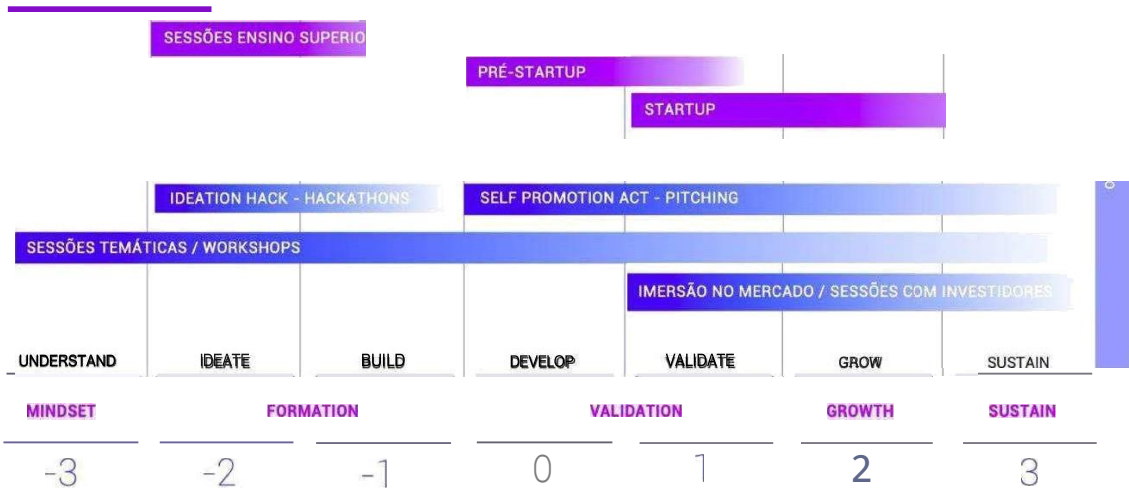 SESSÕES ENSINO SUPERIO
PRÉ-STARTUP
STARTUP
IDEATION HACK - HACKATHONS
SELF PROMOTION ACT - PITCHING
SESSÕES TEMÁTICAS / WORKSHOPS
IMERSÃO NO MERCADO / SESSÕES COM INVESTIDORES
UNDERSTAND IDEATE BUILD DEVELOP VALIDATE GROW SUSTAIN
MINDSET FORMATION VALIDATION GROWTH SUSTAIN
-3 -2 -1 0 1 2 3